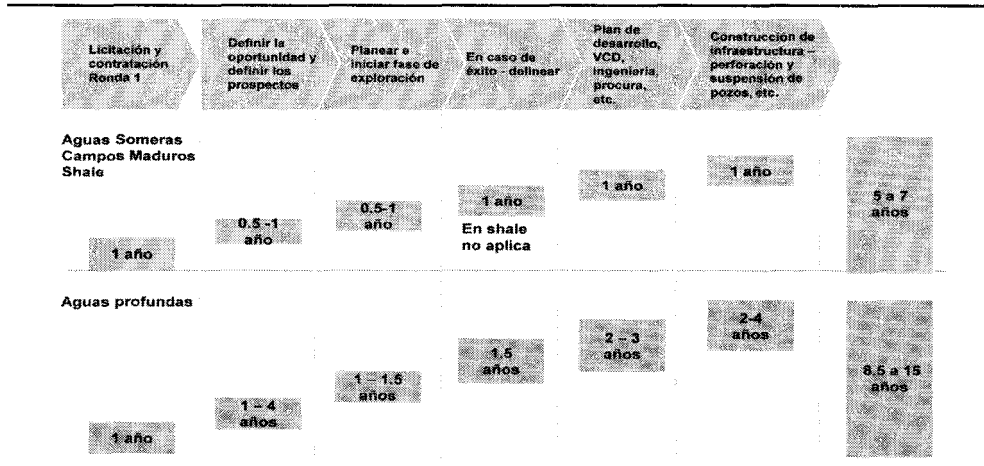 Licitación y
contratación
Ronda 1
Definir la
oportunidad y
definir los
prospectos
Planear e
iniciar fase de
exploración
En caso de
éxito - delinear
Plan de
desarrollo,
VCD,
ingeniería,
procura,
etc.
Construcción de
infraestructura –
perforación y
suspensión de
pozos, etc.
Aguas Someras
Campos Maduros
Shale
1 año
0.5 -1
año
0.5-1
año
1 año
En shale
no aplica
1 año
1 año
5 a 7
años
Aguas profundas
1 año
1 – 4
años
1 – 1.5
años
1.5
años
2 – 3
años
2-4
años
8.5 a 15
años